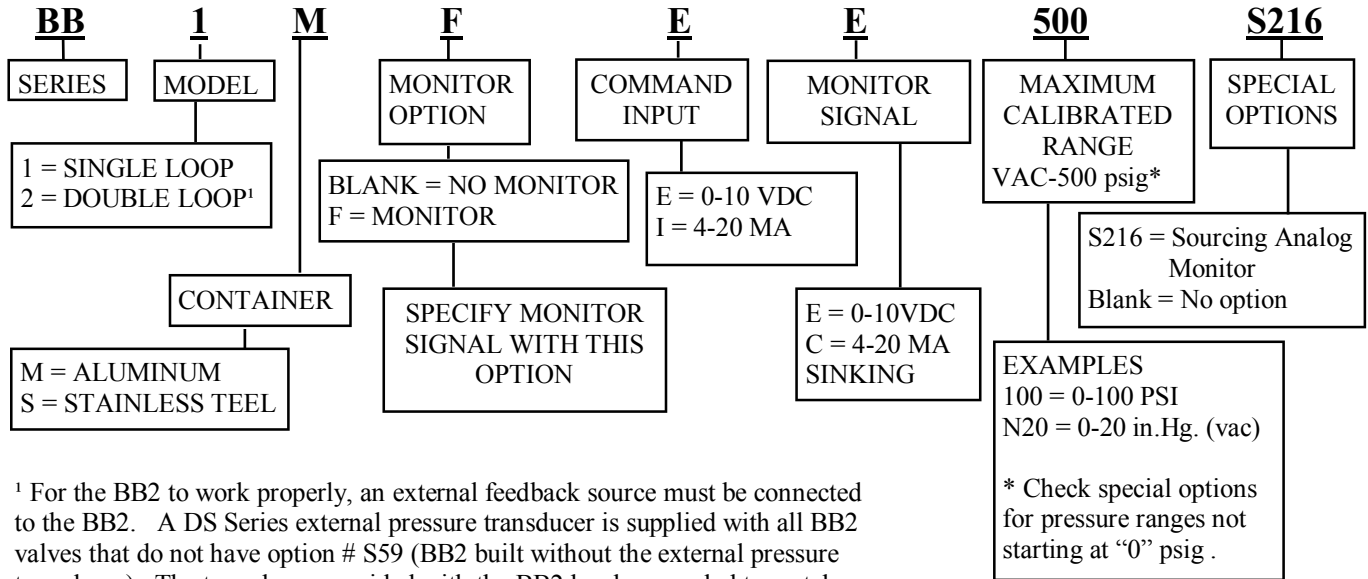 BB 1 M F E E 500 S216
SERIES
MODEL
MONITOR
OPTION
COMMAND
INPUT
MONITOR
SIGNAL
MAXIMUM
CALIBRATED
RANGE
VAC-500 psig*
SPECIAL
OPTIONS
1 = SINGLE LOOP
2 = DOUBLE LOOP¹
BLANK = NO MONITOR
F = MONITOR
E = 0-10 VDC
I = 4-20 MA
S216 = Sourcing Analog
Monitor
Blank = No option
CONTAINER
SPECIFY MONITOR
SIGNAL WITH THIS
OPTION
E = 0-10VDC
C = 4-20 MA
SINKING
M = ALUMINUM
S = STAINLESS TEEL
EXAMPLES
100 = 0-100 PSI
N20 = 0-20 in.Hg. (vac)
* Check special options
for pressure ranges not
starting at “0” psig .
¹ For the BB2 to work properly, an external feedback source must be connected
to the BB2. A DS Series external pressure transducer is supplied with all BB2
valves that do not have option # S59 (BB2 built without the external pressure